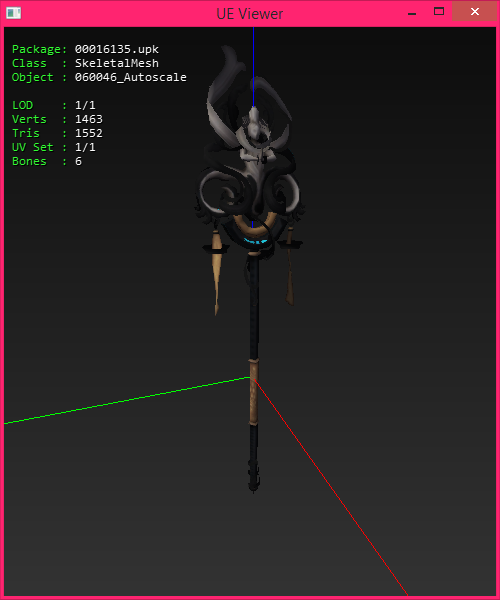 UE Viewer
Package: 00016135.upk
Class : SkeletalMesh
Object : 060046_Autoscale
LOD : 1/1
Verts : 1463
Tris : 1552
UV Set : 1/1
Bones : 6